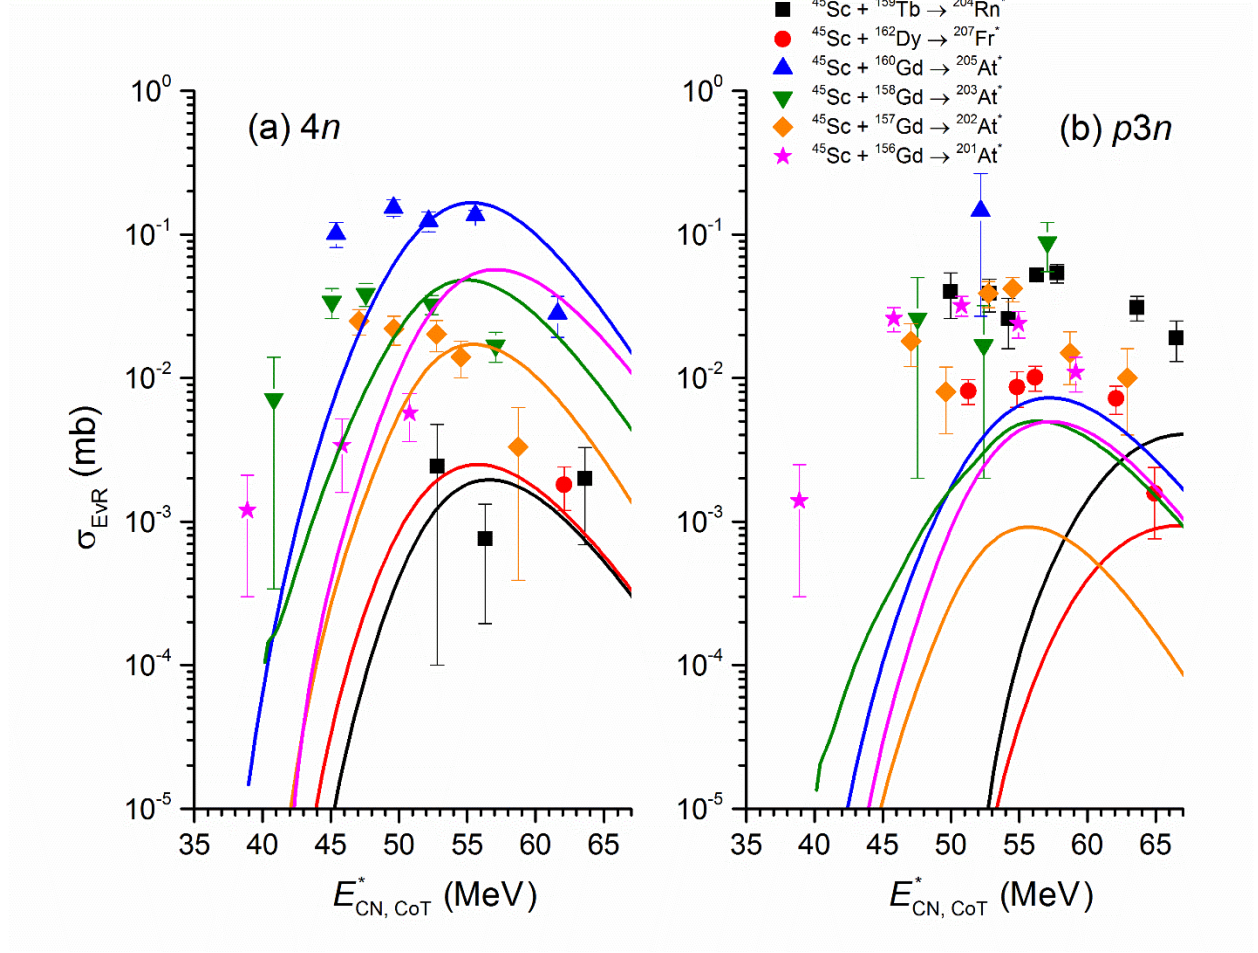 ⁴⁵Sc + ¹⁵⁹Tb → ²⁰⁴Rn*
⁴⁵Sc + ¹⁶²Dy → ²⁰⁷Fr*
⁴⁵Sc + ¹⁶⁰Gd → ²⁰⁵At*
⁴⁵Sc + ¹⁵⁸Gd → ²⁰³At*
⁴⁵Sc + ¹⁵⁷Gd → ²⁰²At*
⁴⁵Sc + ¹⁵⁶Gd → ²⁰¹At*
(a) 4n
(b) p3n
10⁰
10⁻¹
10⁻²
10⁻³
10⁻⁴
10⁻⁵
σEvR (mb)
35 40 45 50 55 60 65
E*CN, CoT (MeV)
10⁰
10⁻¹
10⁻²
10⁻³
10⁻⁴
10⁻⁵
35 40 45 50 55 60 65
E*CN, CoT (MeV)